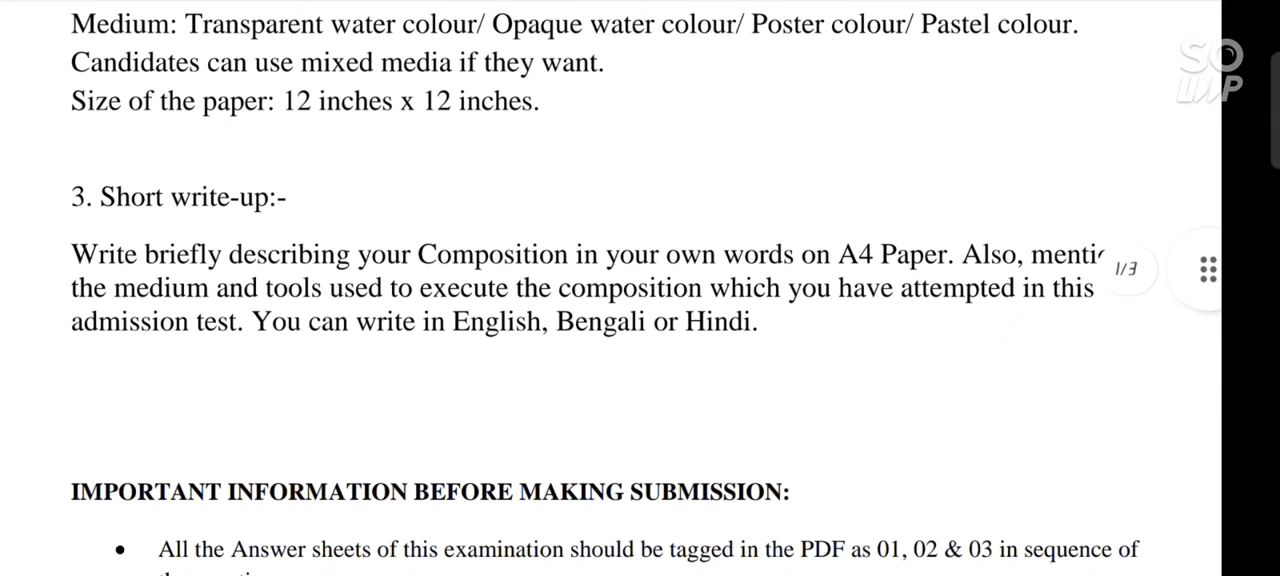 Medium: Transparent water colour/ Opaque water colour/ Poster colour/ Pastel colour.
Candidates can use mixed media if they want.
Size of the paper: 12 inches x 12 inches.
3. Short write-up:-
Write briefly describing your Composition in your own words on A4 Paper. Also,
the medium and tools used to execute the composition which you have attempted in this
admission test. You can write in English, Bengali or Hindi.
IMPORTANT INFORMATION BEFORE MAKING SUBMISSION:
• All the Answer sheets of this examination should be tagged in the PDF as 01, 02 & 03 in sequence of
1/3